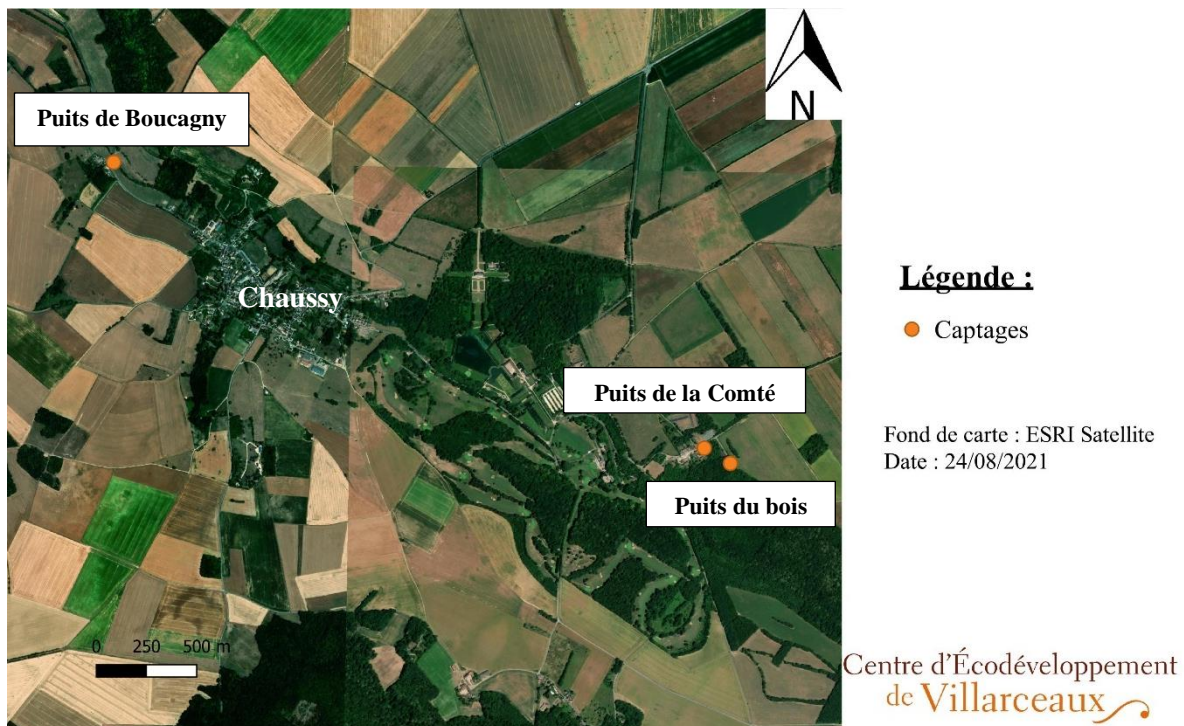 N
Puits de Boucagny
Chaussy
Puits de la Comté
Puits du bois
0 250 500 m
Légende :
Captages
Fond de carte : ESRI Satellite
Date : 24/08/2021
Centre d'Écodéveloppement
de Villarceaux